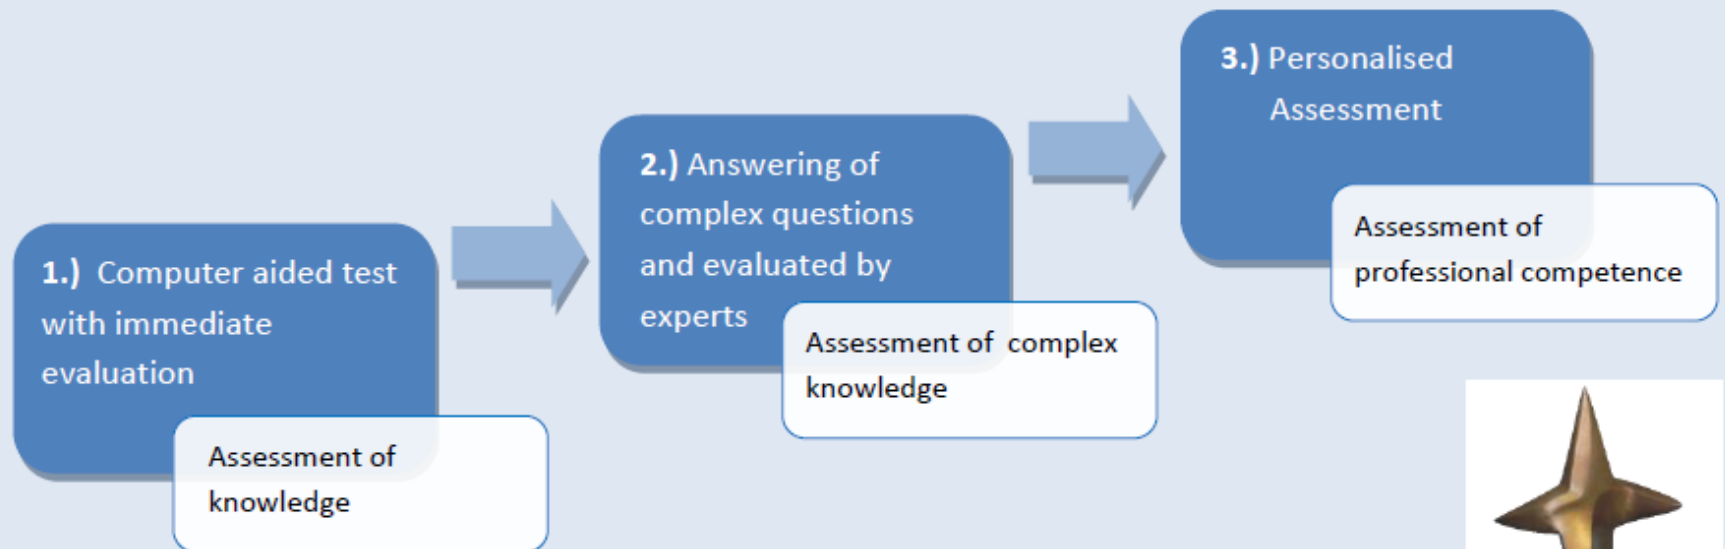 1.) Computer aided test
with immediate
evaluation
Assessment of
knowledge
2.) Answering of
complex questions
and evaluated by
experts
Assessment of complex
knowledge
3.) Personalised
Assessment
Assessment of
professional competence